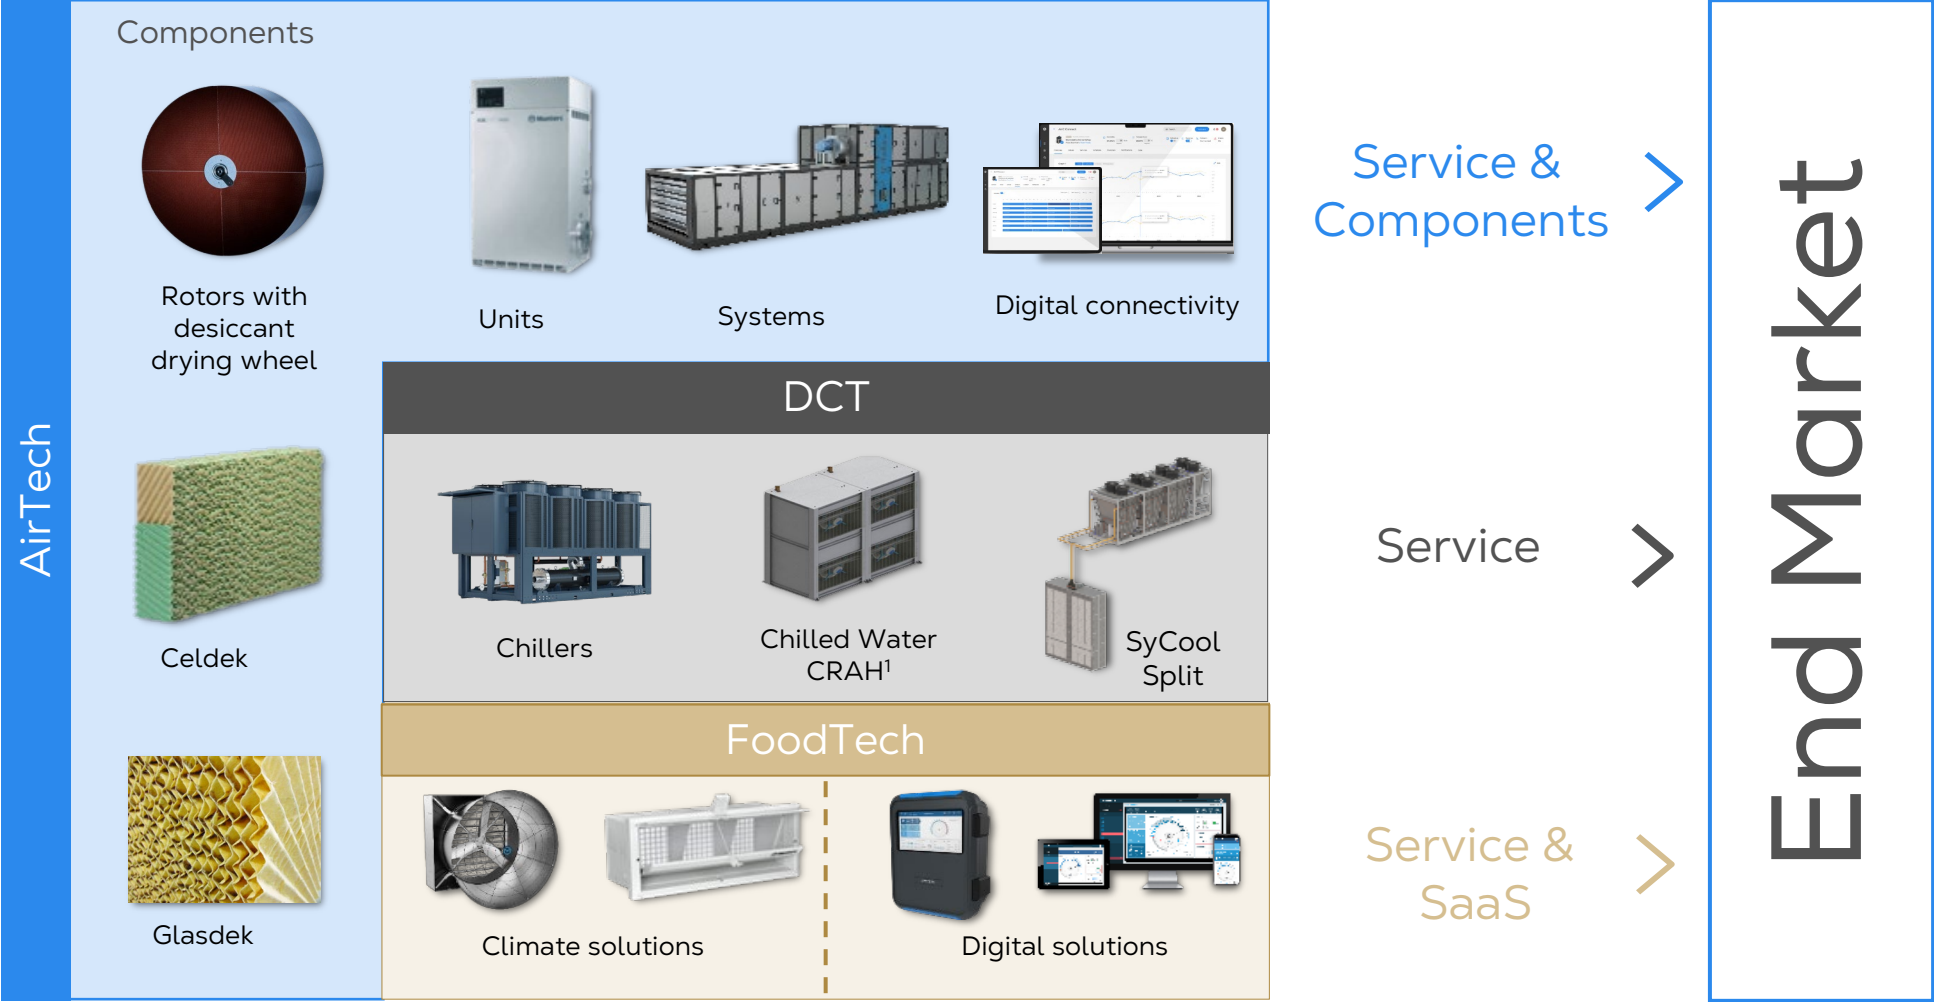 AirTech
Components
Rotors with
desiccant
drying wheel
Units
Systems
Digital connectivity
Celdek
Glasdek
DCT
Chillers
Chilled Water
CRAH¹
SyCool
Split
FoodTech
Climate solutions
Digital solutions
Service &
Components
Service
Service &
SaaS
End Market
Munters